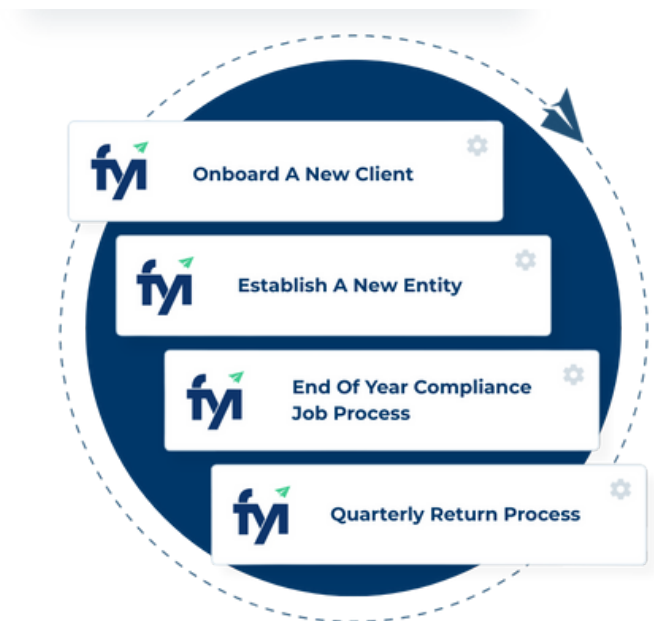 fyi
Onboard A New Client
fyi
Establish A New Entity
fyi
End Of Year Compliance
Job Process
fyi
Quarterly Return Process